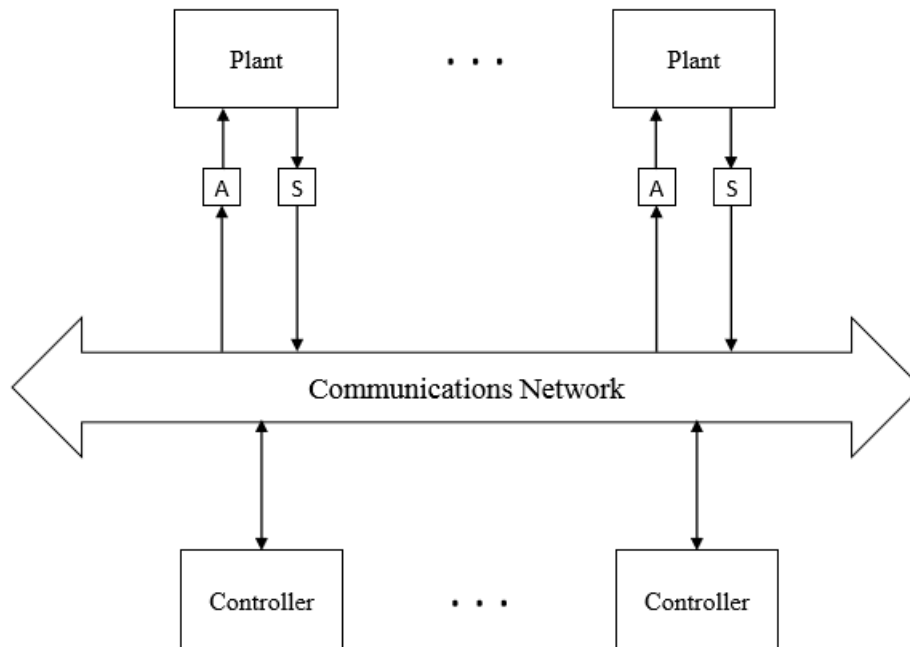 Plant
. . .
Plant
A
S
A
S
Communications Network
Controller
. . .
Controller